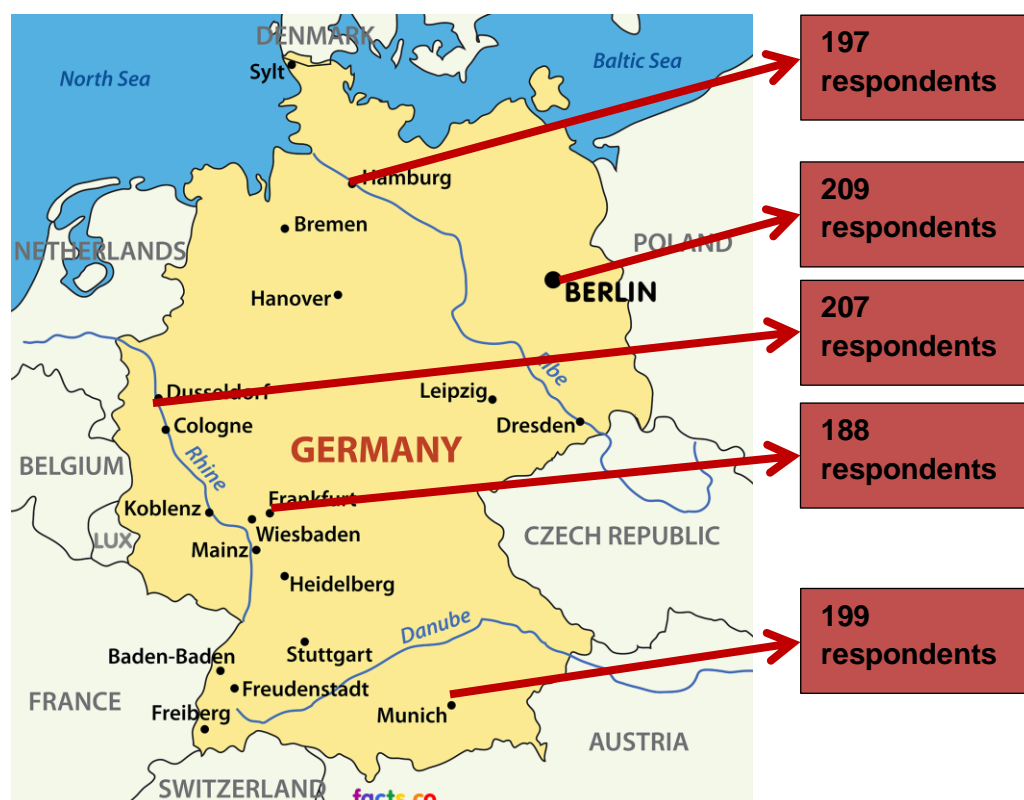 DENMARK
Sylt
North Sea
Baltic Sea
197
respondents
Hamburg
Bremen
209
respondents
NETHERLANDS
POLAND
Hanover
BERLIN
207
respondents
Elbe
Dusseldorf
Leipzig
Cologne
Dresden
GERMANY
188
respondents
BELGIUM
Rhine
Frankfurt
Koblenz
Wiesbaden
CZECH REPUBLIC
LUX
Mainz
Heidelberg
199
respondents
Danube
Stuttgart
Baden-Baden
Freudenstadt
FRANCE
Freiberg
Munich
AUSTRIA
SWITZERLAND
facts.co